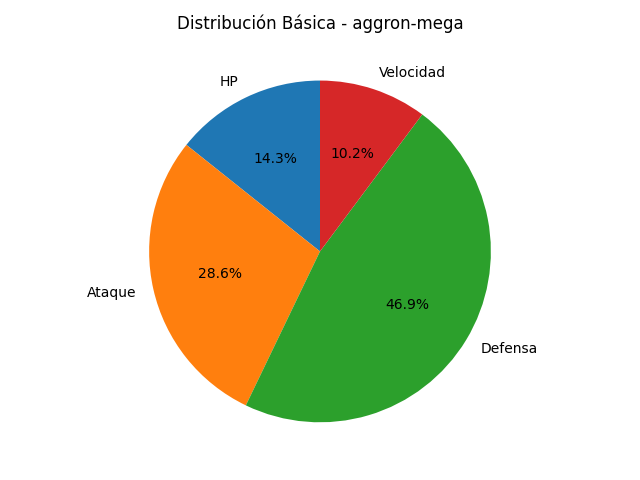 Distribución Básica - aggron-mega
Velocidad
HP
10.2%
14.3%
28.6%
Ataque
46.9%
Defensa